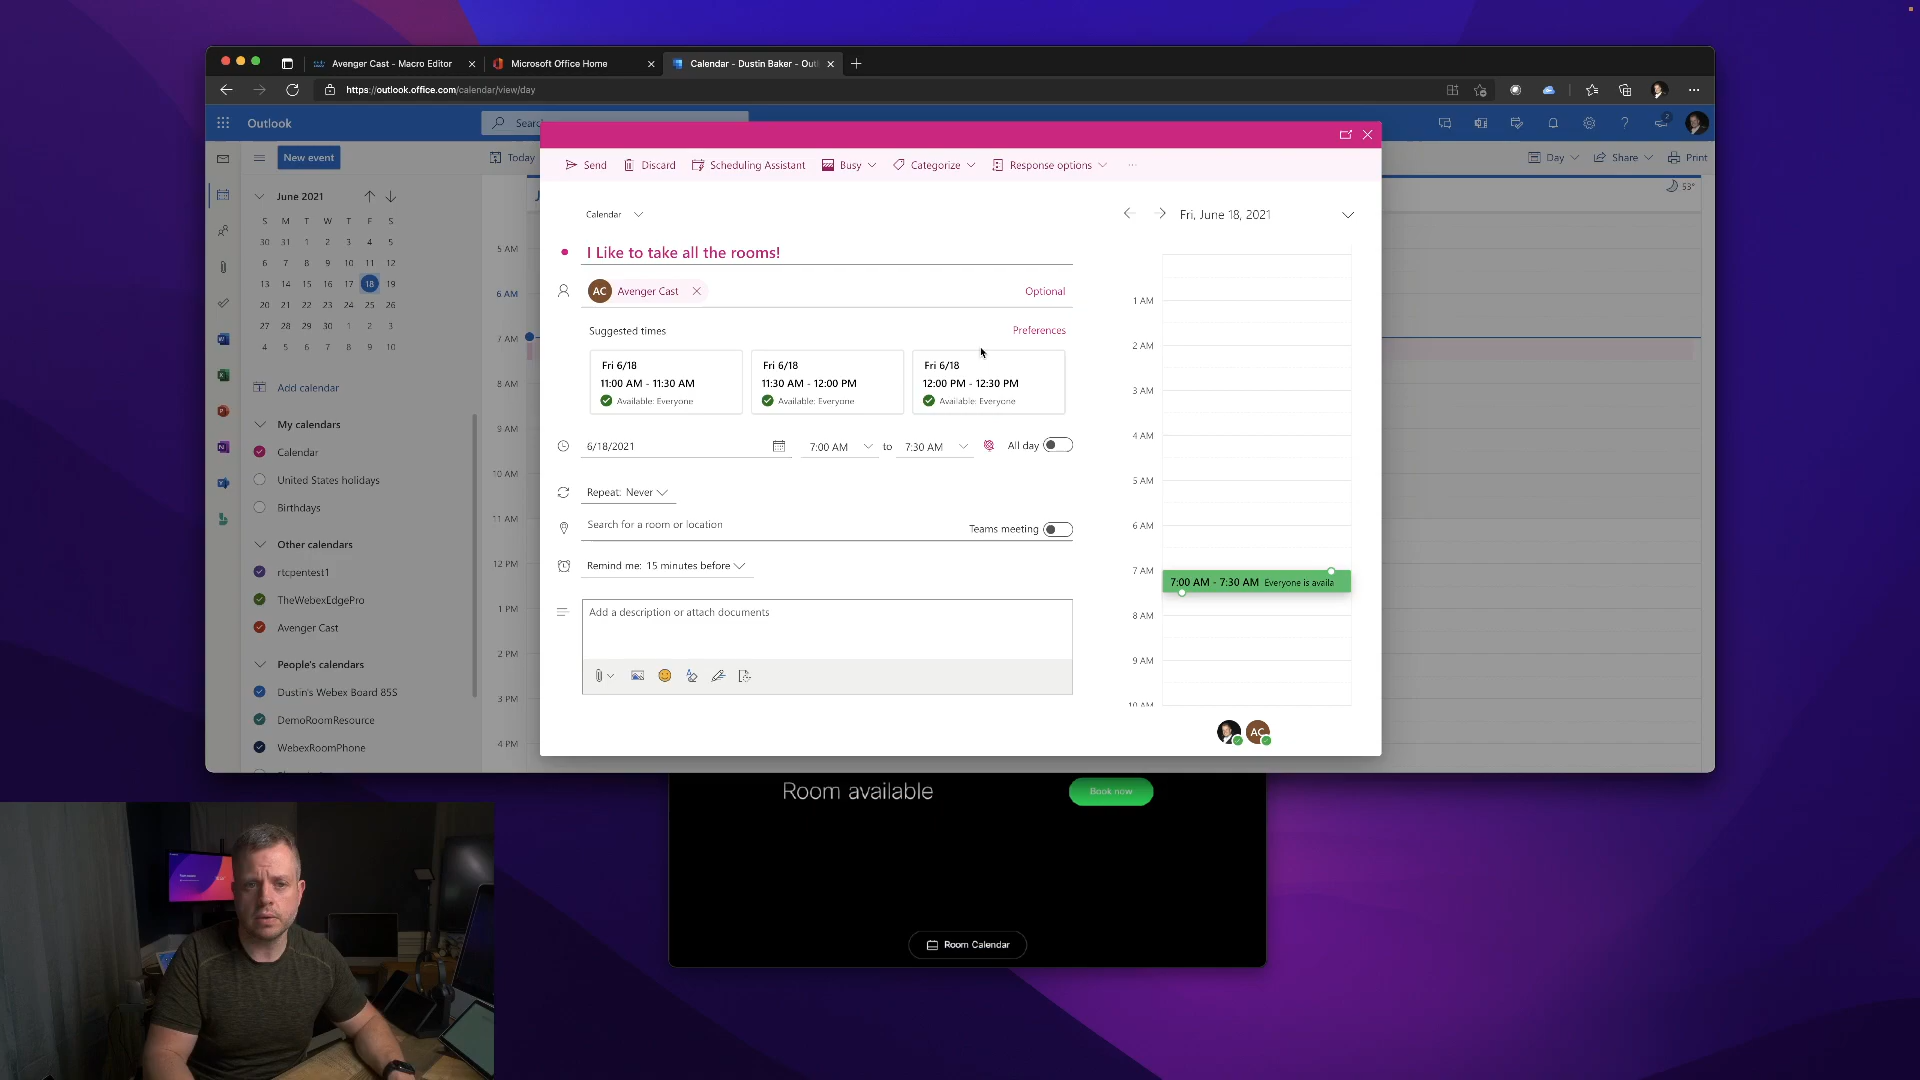 Avenger Cast - Macro Editor
Microsoft Office Home
Calendar - Dustin Baker - Outl
https://outlook.office.com/calendar/view/day
Outlook
Search
2
New event
Today
Day
Share
Print
53°
Send
Discard
Scheduling Assistant
Busy
Categorize
Response options
June 2021
S M T W T F S
30 31 1 2 3 4 5
6 7 8 9 10 11 12
13 14 15 16 17 18 19
20 21 22 23 24 25 26
27 28 29 30 1 2 3
4 5 6 7 8 9 10
Add calendar
My calendars
Calendar
United States holidays
Birthdays
Other calendars
rtcpentest1
TheWebexEdgePro
Avenger Cast
People's calendars
Dustin's Webex Board 85S
DemoRoomResource
WebexRoomPhone
5 AM
6 AM
7 AM
8 AM
9 AM
10 AM
11 AM
12 PM
1 PM
2 PM
3 PM
4 PM
Calendar
I Like to take all the rooms!
AC Avenger Cast
Optional
Suggested times
Preferences
Fri 6/18
11:00 AM - 11:30 AM
Available: Everyone
Fri 6/18
11:30 AM - 12:00 PM
Available: Everyone
Fri 6/18
12:00 PM - 12:30 PM
Available: Everyone
6/18/2021
7:00 AM to 7:30 AM
All day
Repeat: Never
Search for a room or location
Teams meeting
Remind me: 15 minutes before
Add a description or attach documents
Fri, June 18, 2021
1 AM
2 AM
3 AM
4 AM
5 AM
6 AM
7 AM
7:00 AM - 7:30 AM Everyone is availa
8 AM
9 AM
10 AM
AC
Room available
Book now
Room Calendar